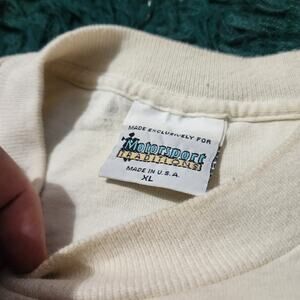 MADE EXCLUSIVELY FOR
Motorsport
TRADITIONS
MADE IN U.S.A.
XL